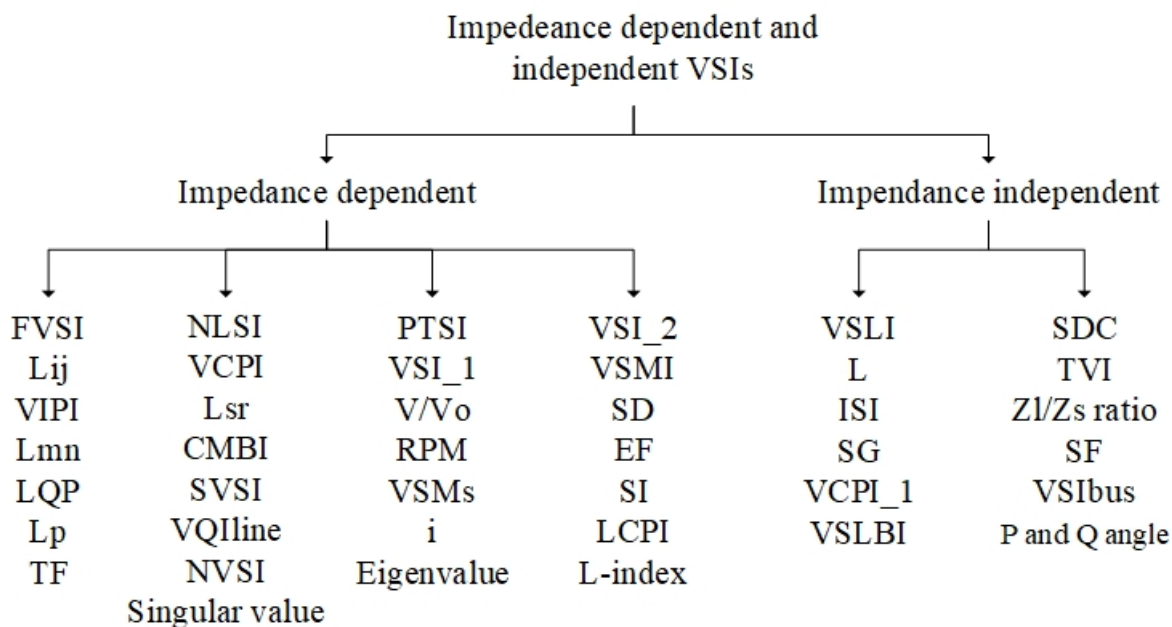 Impedeance dependent and
independent VSIs
Impedance dependent
Impendance independent
FVSI
Lij
VIPI
Lmn
LQP
Lp
TF
NLSI
VCPI
Lsr
CMBI
SVSI
VQIline
NVSI
Singular value
PTSI
VSI_1
V/Vo
RPM
VSMs
i
Eigenvalue
VSI_2
VSMI
SD
EF
SI
LCPI
L-index
VSLI
L
ISI
SG
VCPI_1
VSLBI
SDC
TVI
Zl/Zs ratio
SF
VSIbus
P and Q angle